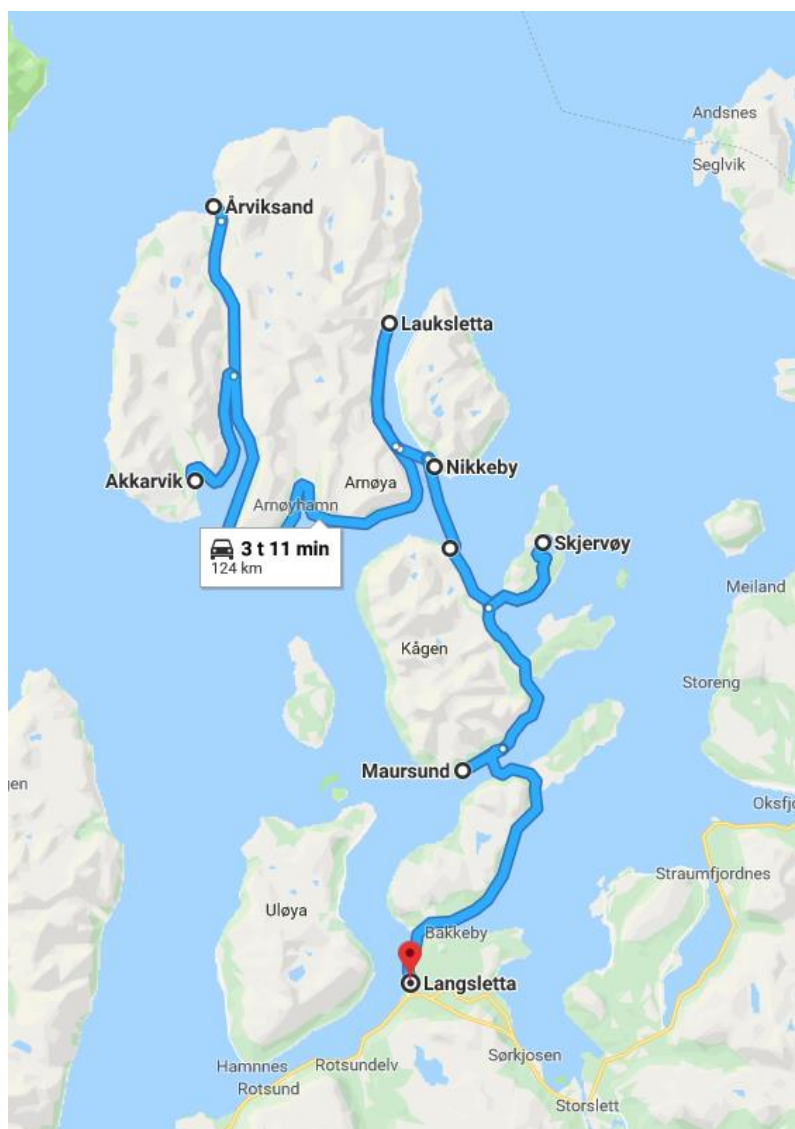 Andsnes
Seglvik
Årviksand
Lauksletta
Nikkeby
Akkarvik
Arnøya
Arnøyhamn
3 t 11 min
124 km
Skjervøy
Meiland
Kågen
Storeng
Maursund
Oksfj
Straumfjordnes
Uløya
Bakkeby
Langsletta
Hamnnes
Rotsundelv
Rotsund
Sørkjosen
Storslett